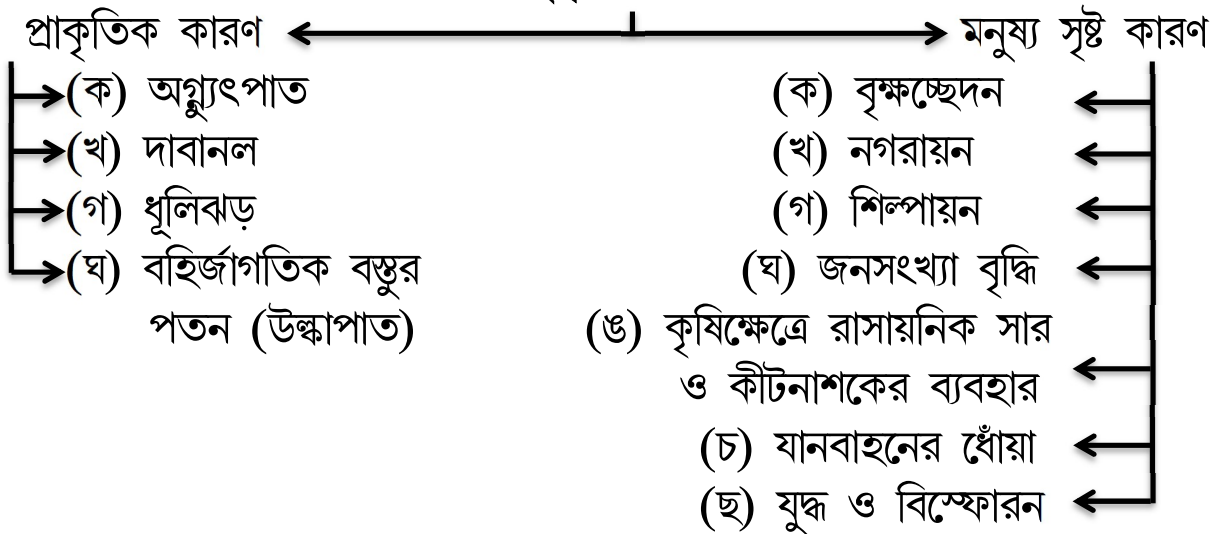 প্রাকৃতিক কারণ
মনুষ্য সৃষ্ট কারণ
(ক) অগ্ন্যুৎপাত
(খ) দাবানল
(গ) ধূলিঝড়
(ঘ) বহির্জাগতিক বস্তুর
পতন (উল্কাপাত)
(ক) বৃক্ষচ্ছেদন
(খ) নগরায়ন
(গ) শিল্পায়ন
(ঘ) জনসংখ্যা বৃদ্ধি
(ঙ) কৃষিক্ষেত্রে রাসায়নিক সার
ও কীটনাশকের ব্যবহার
(চ) যানবাহনের ধোঁয়া
(ছ) যুদ্ধ ও বিস্ফোরন